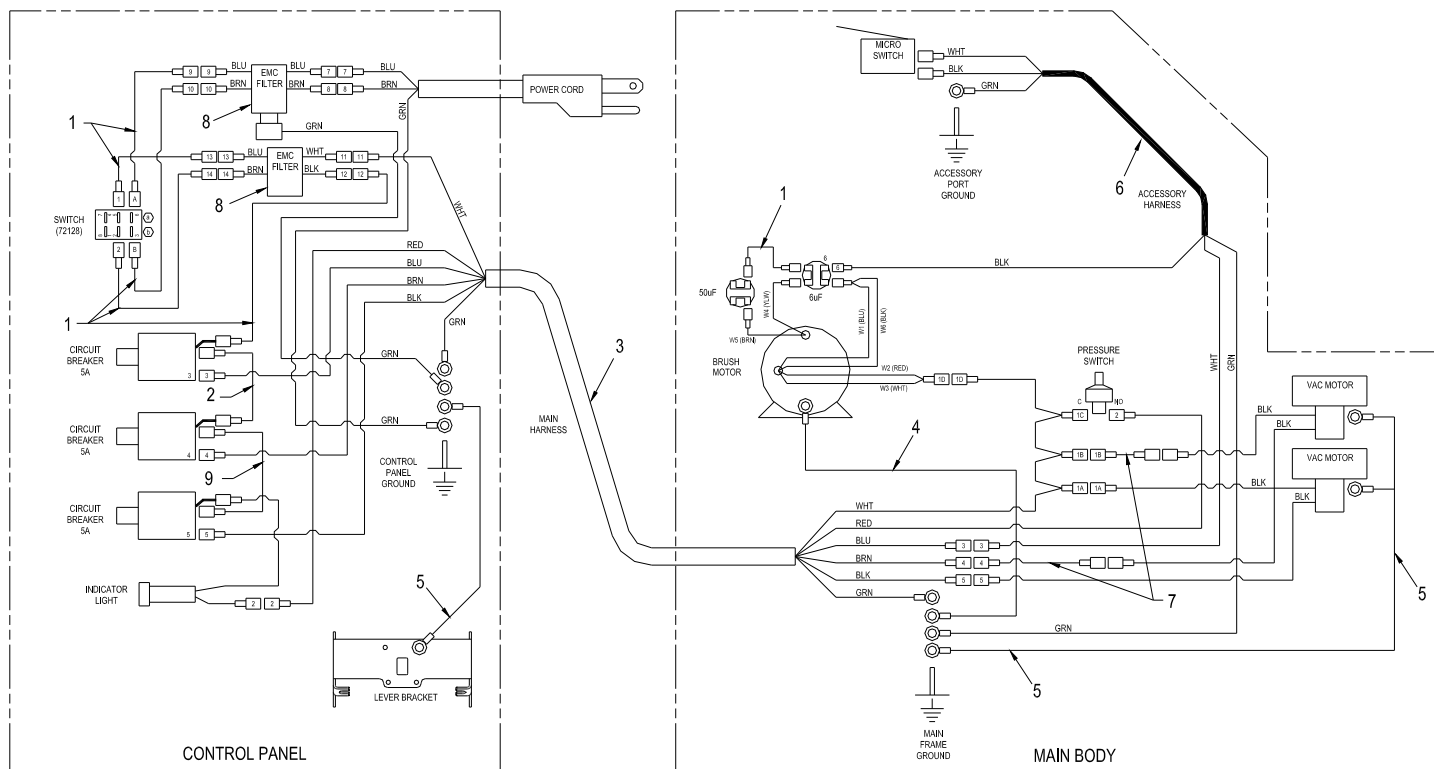 BLU
9 9
BRN
10 10
EMC
FILTER
BLU
7 7
BLU
BRN
8 8
BRN
GRN
POWER CORD
8
GRN
1
13 13
BLU
14 14
BRN
EMC
FILTER
WHT
11 11
BLK
12 12
8
1 A
SWITCH
(72128)
a
b
2 B
1
WHT
RED
BLU
BRN
BLK
GRN
GRN
GRN
CIRCUIT
BREAKER
5A
3
3
2
CIRCUIT
BREAKER
5A
4
4
9
CIRCUIT
BREAKER
5A
5
5
CONTROL
PANEL
GROUND
INDICATOR
LIGHT
2 2
5
LEVER BRACKET
CONTROL PANEL
3
MAIN
HARNESS
MICRO
SWITCH
WHT
BLK
GRN
ACCESSORY
PORT
GROUND
6
ACCESSORY
HARNESS
1
50uF
6
6
6uF
BLK
W4 (YLW)
W1 (BLU)
W6 (BLK)
W5 (BRN)
BRUSH
MOTOR
W2 (RED)
W3 (WHT)
1D 1D
PRESSURE
SWITCH
C
NO
1C
2
WHT
GRN
VAC MOTOR
BLK
BLK
1B 1B
4
VAC MOTOR
1A 1A
BLK
BLK
WHT
RED
BLU
3 3
BRN
4 4
BLK
5 5
GRN
7
5
GRN
5
MAIN
FRAME
GROUND
MAIN BODY